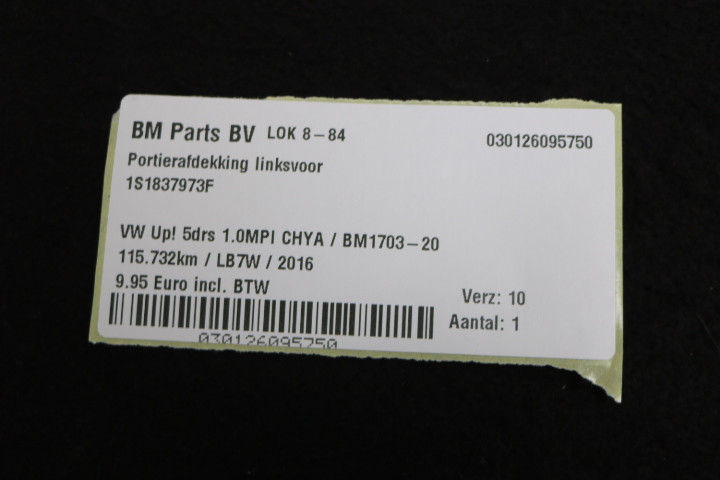 BM Parts BV LOK 8-84
030126095750
Portierafdekking linksvoor
1S1837973F
VW Up! 5drs 1.0MPI CHYA / BM1703-20
115.732km / LB7W / 2016
9.95 Euro incl. BTW
Verz: 10
Aantal: 1
030126095750